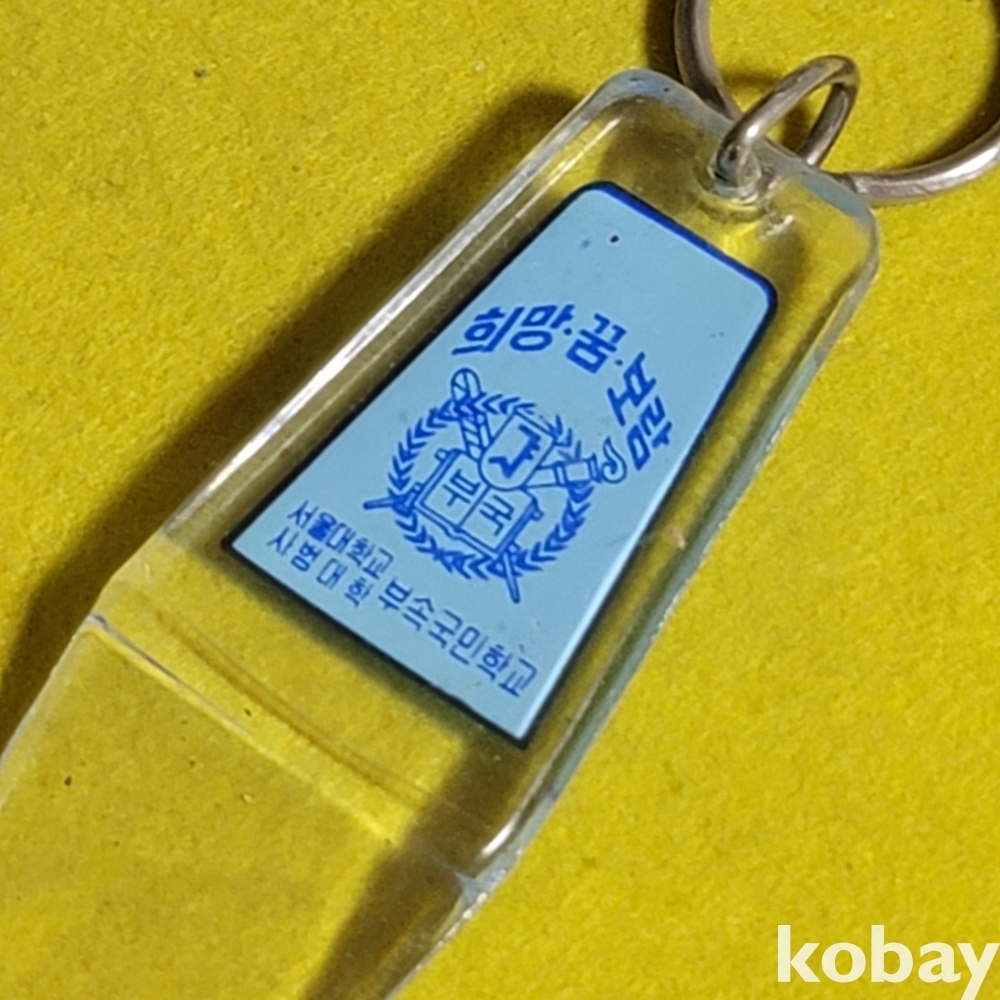 희망·꿈·보람
부국
서울대학교
사범대학 부속국민학교
kobay